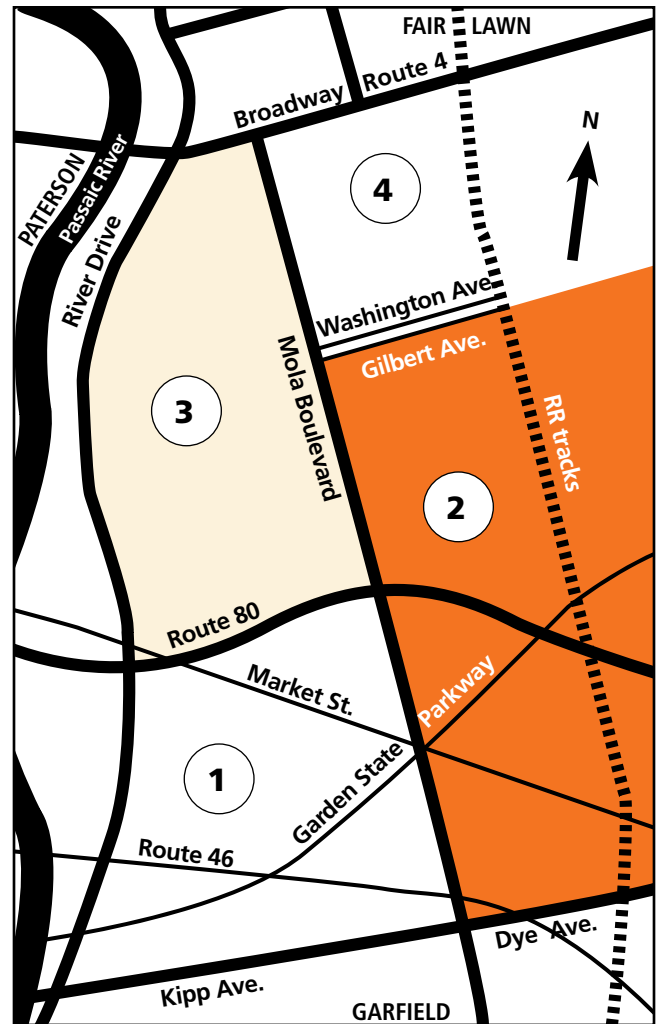 FAIR LAWN
Broadway Route 4
N
PATERSON
Passaic River
River Drive
4
Washington Ave.
Gilbert Ave.
Mola Boulevard
RR tracks
3
2
Route 80
Market St.
Garden State Parkway
1
Route 46
Dye Ave.
Kipp Ave.
GARFIELD